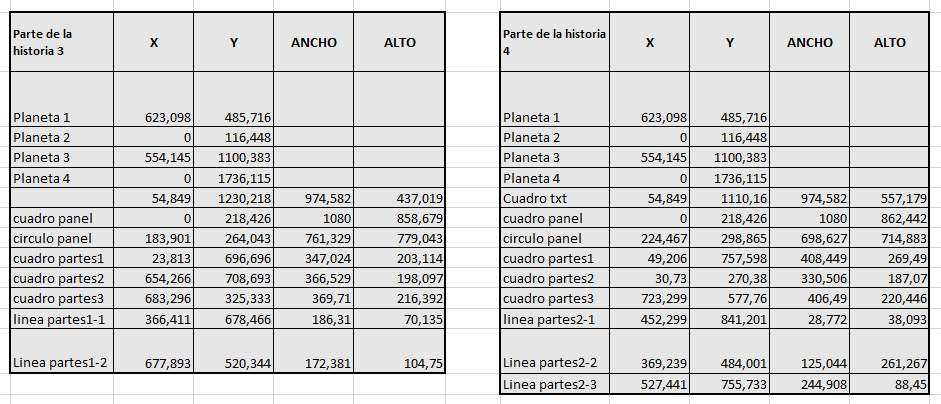 Parte de la historia 3 X Y ANCHO ALTO
Planeta 1 623,098 485,716
Planeta 2 0 116,448
Planeta 3 554,145 1100,383
Planeta 4 0 1736,115
54,849 1230,218 974,582 437,019
cuadro panel 0 218,426 1080 858,679
circulo panel 183,901 264,043 761,329 779,043
cuadro partes1 23,813 696,696 347,024 203,114
cuadro partes2 654,266 708,693 366,529 198,097
cuadro partes3 683,296 325,333 369,71 216,392
linea partes1-1 366,411 678,466 186,31 70,135
Linea partes1-2 677,893 520,344 172,381 104,75
Parte de la historia 4 X Y ANCHO ALTO
Planeta 1 623,098 485,716
Planeta 2 0 116,448
Planeta 3 554,145 1100,383
Planeta 4 0 1736,115
Cuadro txt 54,849 1110,16 974,582 557,179
cuadro panel 0 218,426 1080 862,442
circulo panel 224,467 298,865 698,627 714,883
cuadro partes1 49,206 757,598 408,449 269,49
cuadro partes2 30,73 270,38 330,506 187,07
cuadro partes3 723,299 577,76 406,49 220,446
linea partes2-1 452,299 841,201 28,772 38,093
Linea partes2-2 369,239 484,001 125,044 261,267
Linea partes2-3 527,441 755,733 244,908 88,45